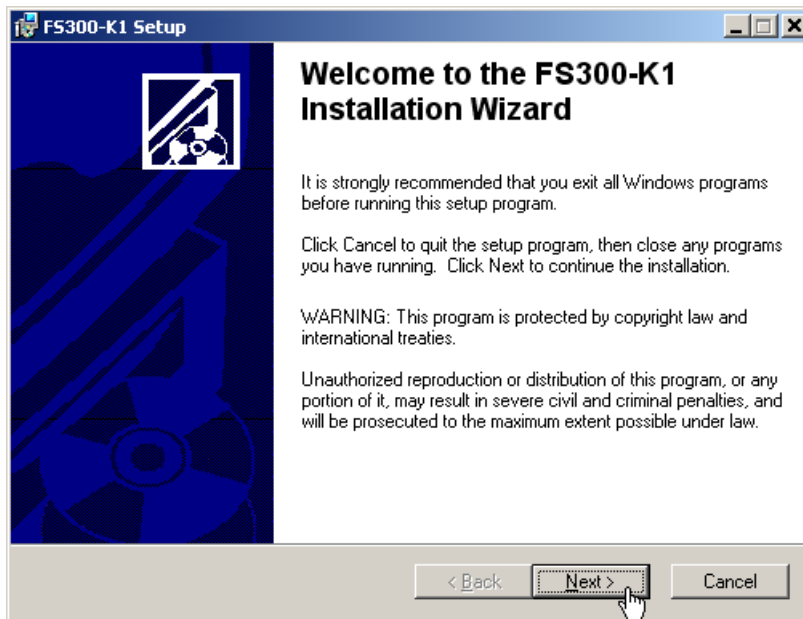 FS300-K1 Setup
Welcome to the FS300-K1
Installation Wizard
It is strongly recommended that you exit all Windows programs
before running this setup program.
Click Cancel to quit the setup program, then close any programs
you have running.  Click Next to continue the installation.
WARNING: This program is protected by copyright law and
international treaties.
Unauthorized reproduction or distribution of this program, or any
portion of it, may result in severe civil and criminal penalties, and
will be prosecuted to the maximum extent possible under law.
< Back Next > Cancel